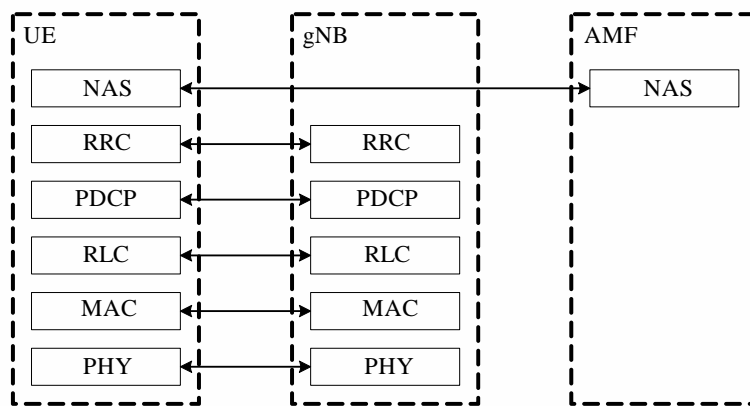 UE gNB AMF
NAS NAS
RRC RRC
PDCP PDCP
RLC RLC
MAC MAC
PHY PHY